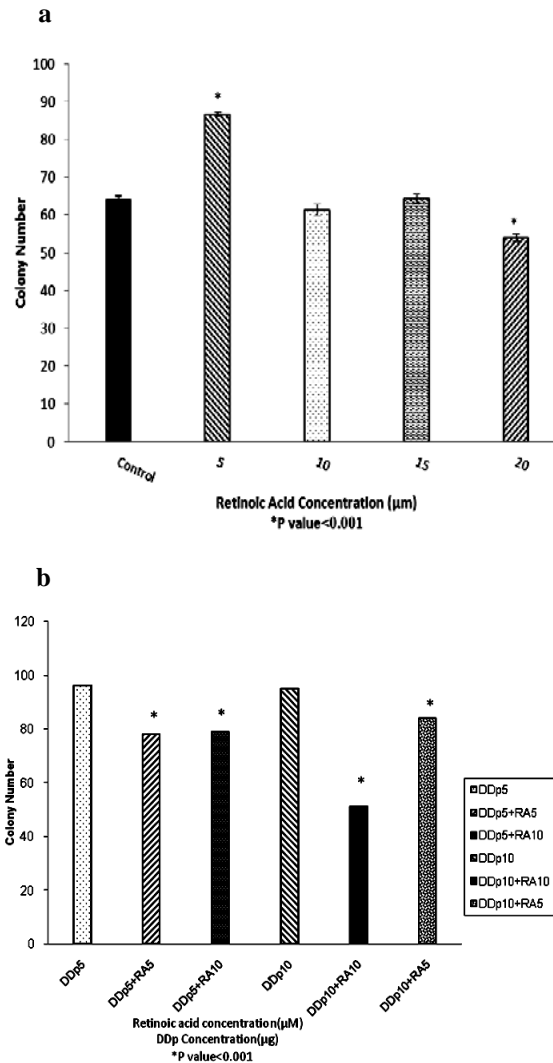 a
100
90
80
70
60
50
40
30
20
10
0
Colony Number
*
*
Control
5
10
15
20
Retinoic Acid Concentration (μm)
*P value<0.001
b
120
100
80
60
40
20
0
Colony Number
*
*
*
*
DDp5
DDp5+RA5
DDp5+RA10
DDp10
DDp10+RA10
DDp10+RA5
Retinoic acid concentration(μM)
DDp Concentration(μg)
*P value<0.001
DDp5
DDp5+RA5
DDp5+RA10
DDp10
DDp10+RA10
DDp10+RA5